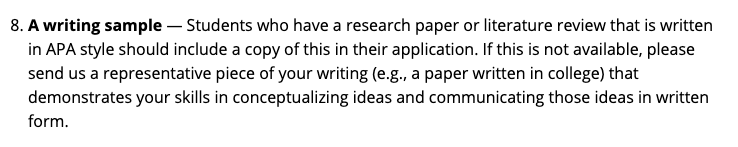 8. A writing sample — Students who have a research paper or literature review that is written
in APA style should include a copy of this in their application. If this is not available, please
send us a representative piece of your writing (e.g., a paper written in college) that
demonstrates your skills in conceptualizing ideas and communicating those ideas in written
form.